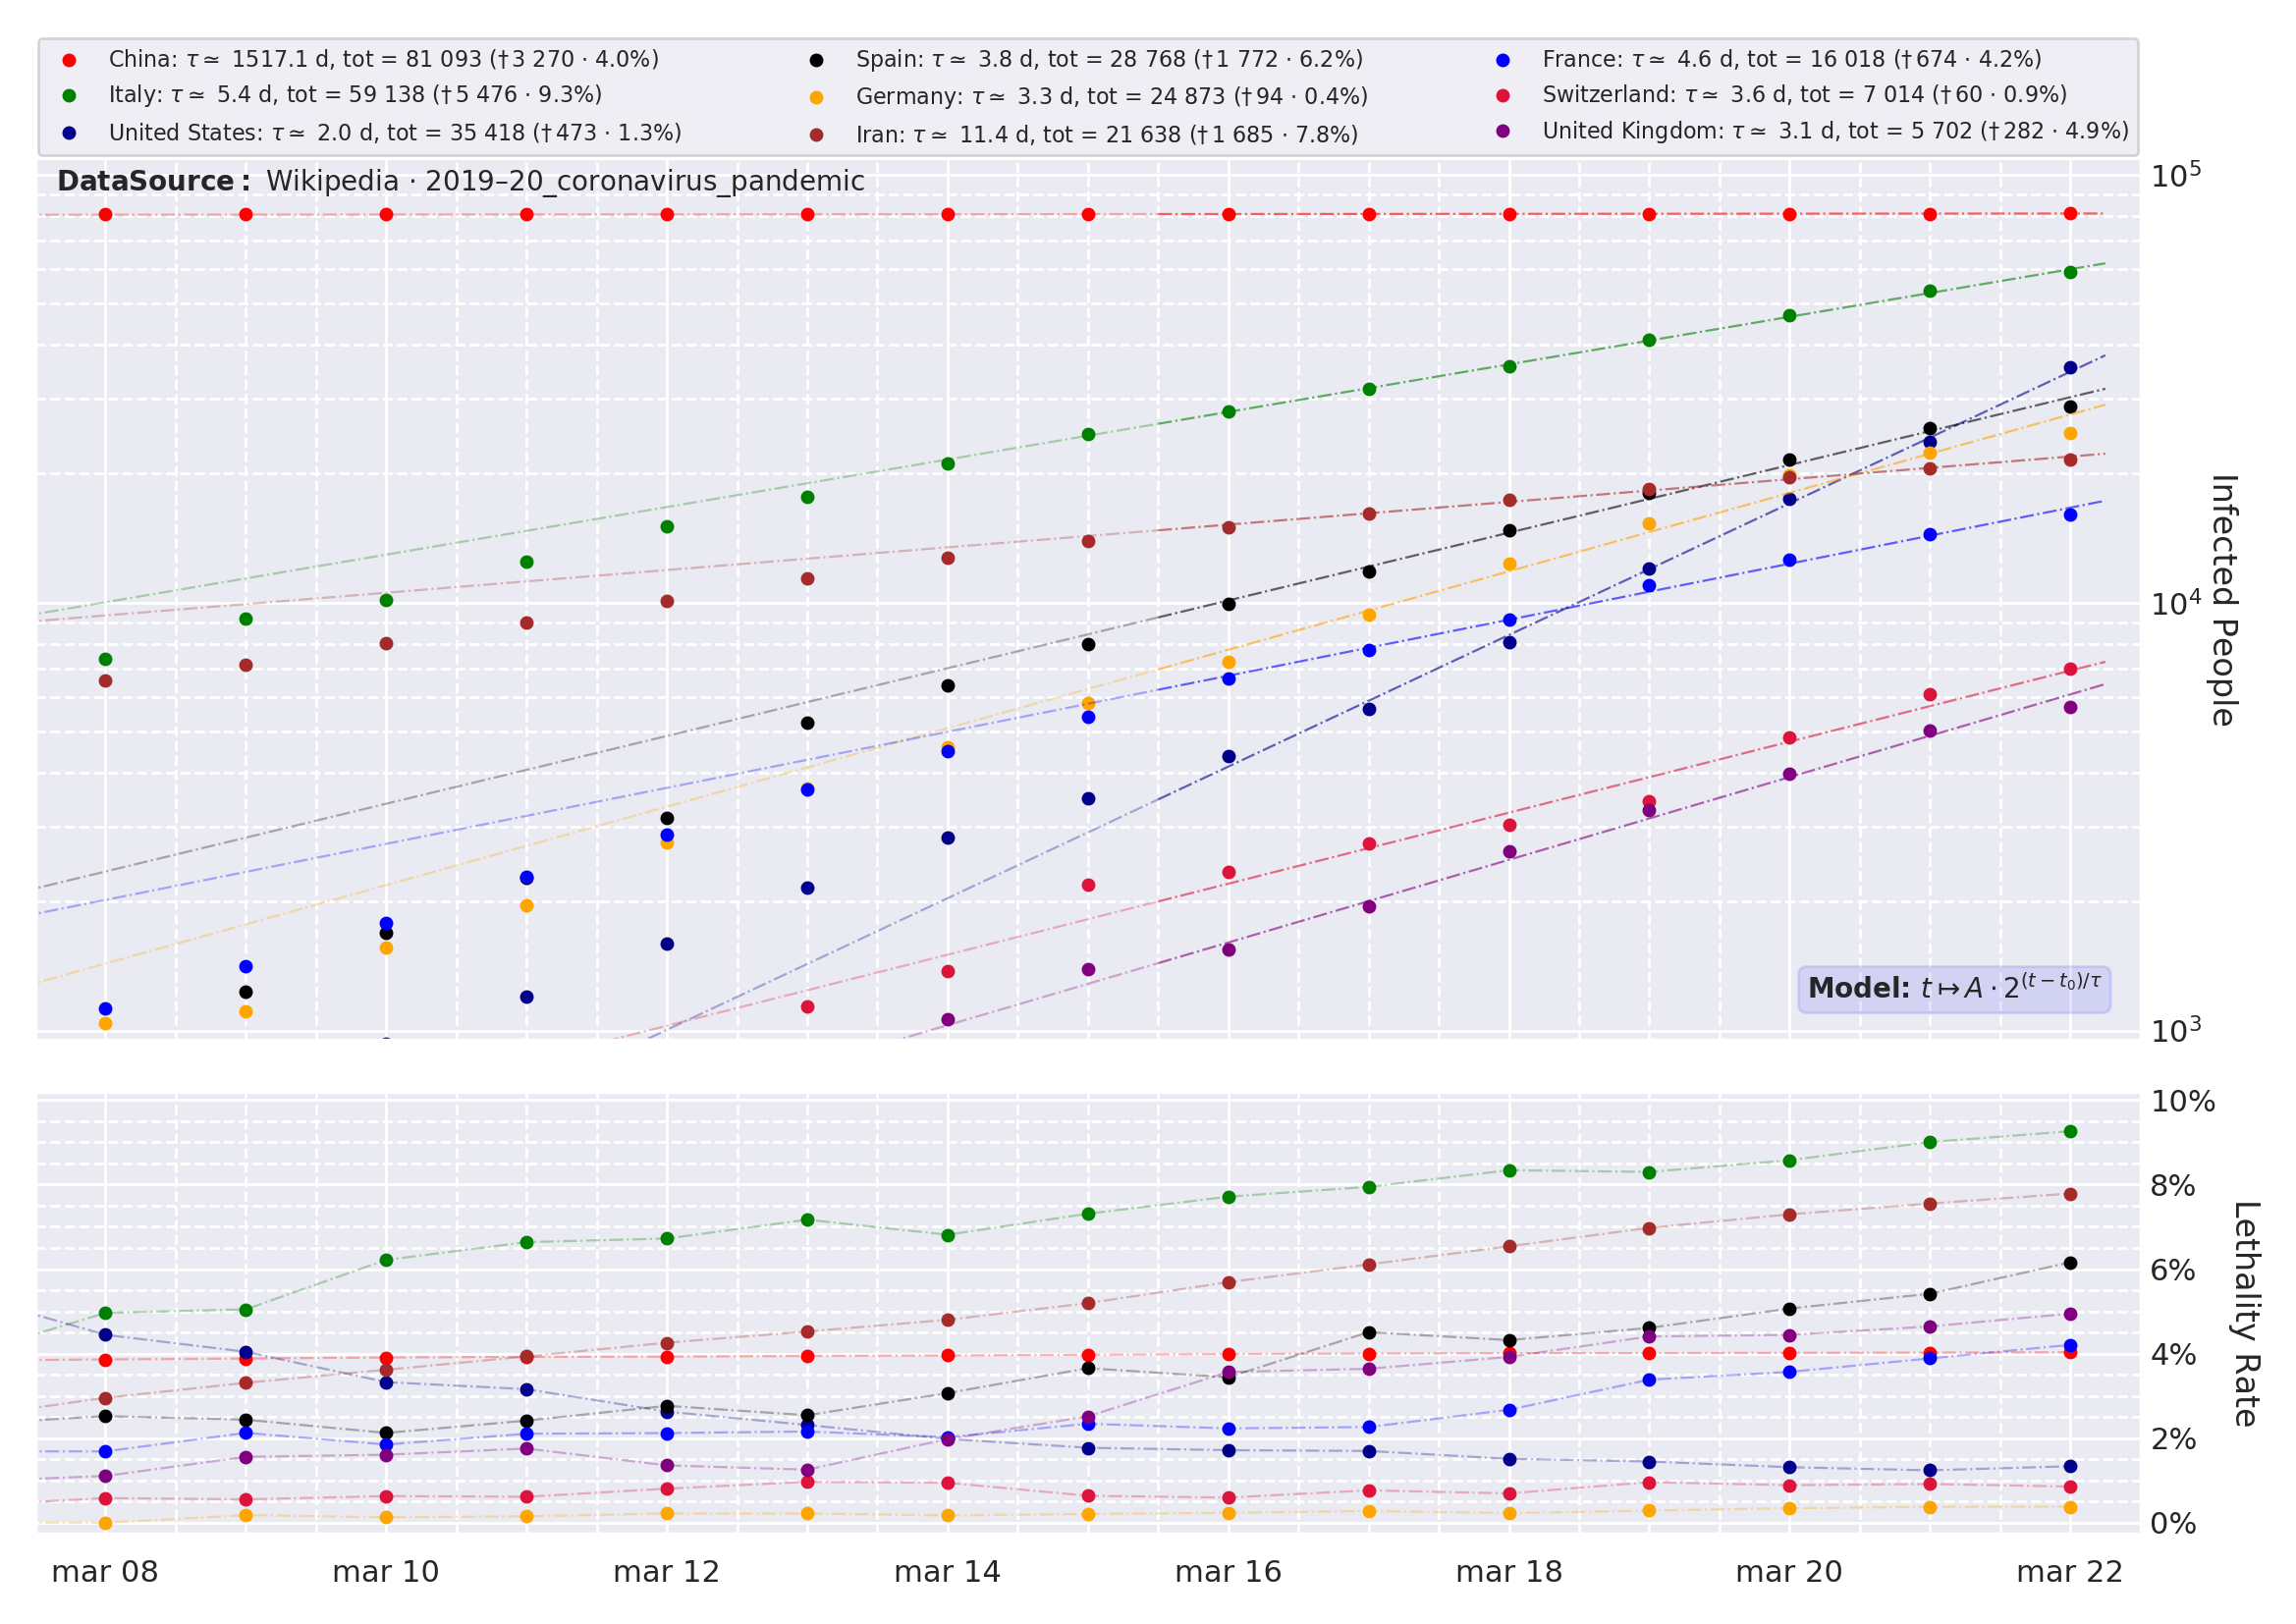 China: τ ≃ 1517.1 d, tot = 81 093 (†3 270 · 4.0%)
Italy: τ ≃ 5.4 d, tot = 59 138 (†5 476 · 9.3%)
United States: τ ≃ 2.0 d, tot = 35 418 (†473 · 1.3%)
Spain: τ ≃ 3.8 d, tot = 28 768 (†1 772 · 6.2%)
Germany: τ ≃ 3.3 d, tot = 24 873 (†94 · 0.4%)
Iran: τ ≃ 11.4 d, tot = 21 638 (†1 685 · 7.8%)
France: τ ≃ 4.6 d, tot = 16 018 (†674 · 4.2%)
Switzerland: τ ≃ 3.6 d, tot = 7 014 (†60 · 0.9%)
United Kingdom: τ ≃ 3.1 d, tot = 5 702 (†282 · 4.9%)
DataSource: Wikipedia · 2019–20_coronavirus_pandemic
10⁵
10⁴
10³
Infected People
Model: t ↦ A · 2^(t − t₀)/τ
10%
8%
6%
4%
2%
0%
Lethality Rate
mar 08 mar 10 mar 12 mar 14 mar 16 mar 18 mar 20 mar 22